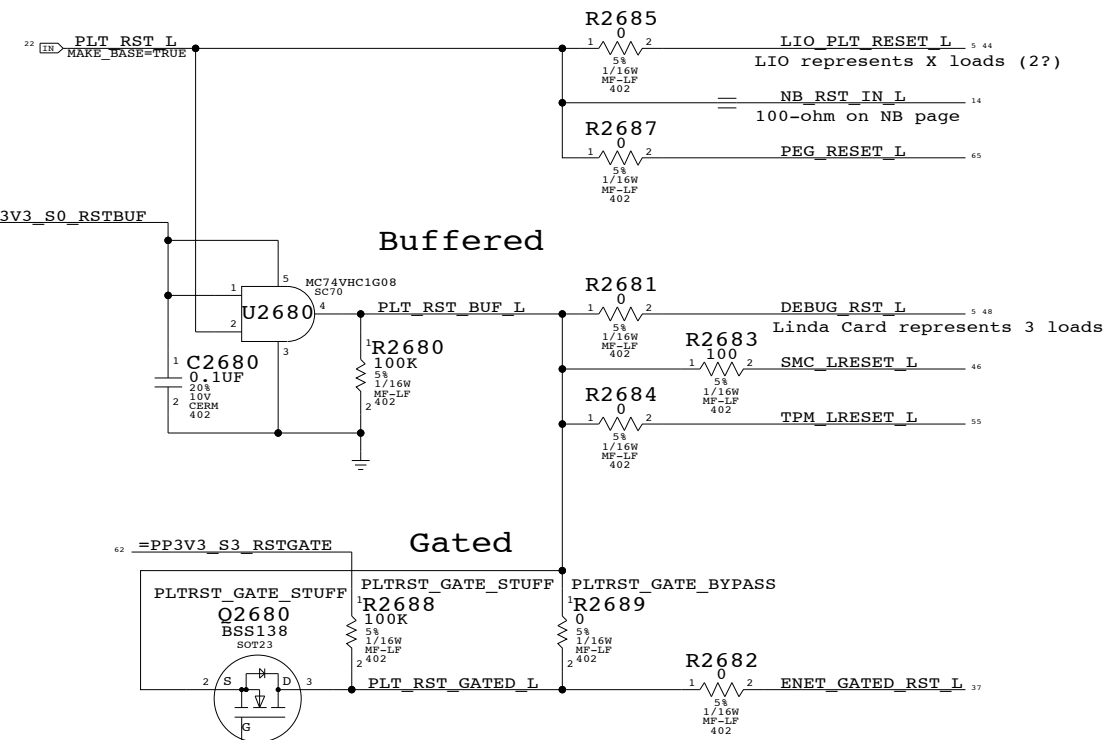 R2685
0
22 IN PLT_RST_L 1 2 LIO_PLT_RESET_L 5 44
MAKE_BASE=TRUE
5%
1/16W
MF-LF
402
LIO represents X loads (2?)
NB_RST_IN_L 14
100-ohm on NB page
R2687
0
1 2 PEG_RESET_L 65
5%
1/16W
MF-LF
402
3V3_S0_RSTBUF
Buffered
5 MC74VHC1G08
SC70
1
U2680 4 PLT_RST_BUF_L
2
3
R2681
0
1 2 DEBUG_RST_L 5 48
5%
1/16W
MF-LF
402
Linda Card represents 3 loads
R2683
100
1 2 SMC_LRESET_L 46
5%
1/16W
MF-LF
402
1 C2680
0.1UF
20%
10V
2 CERM
402
1 R2680
100K
5%
1/16W
MF-LF
2 402
R2684
0
1 2 TPM_LRESET_L 55
5%
1/16W
MF-LF
402
Gated
62 =PP3V3_S3_RSTGATE
PLTRST_GATE_STUFF PLTRST_GATE_BYPASS
PLTRST_GATE_STUFF
Q2680
BSS138
SOT23
1 R2688
100K
5%
1/16W
MF-LF
2 402
1 R2689
0
5%
1/16W
MF-LF
2 402
R2682
0
2 S D 3 PLT_RST_GATED_L 1 2 ENET_GATED_RST_L 37
5%
1/16W
MF-LF
402
G